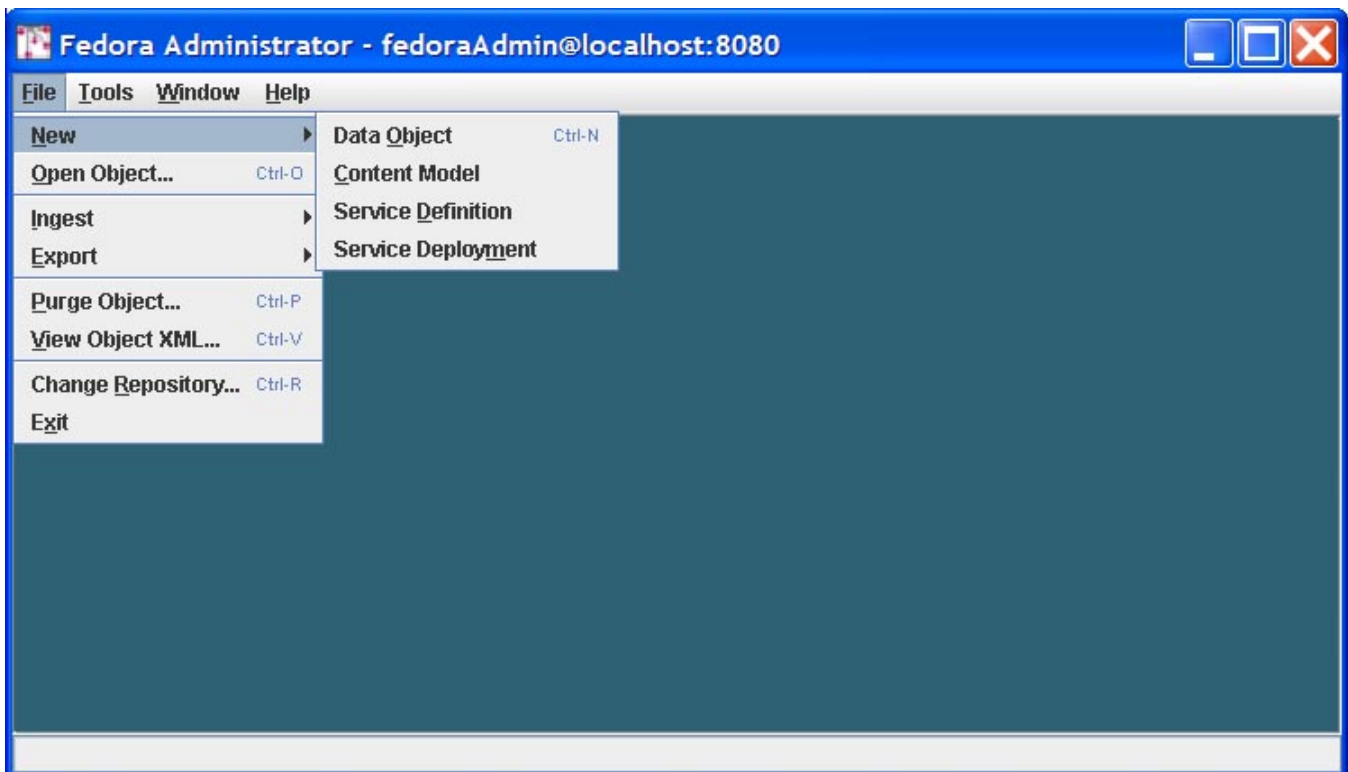 Fedora Administrator - fedoraAdmin@localhost:8080
File Tools Window Help
New
Open Object... Ctrl-O
Ingest
Export
Purge Object... Ctrl-P
View Object XML... Ctrl-V
Change Repository... Ctrl-R
Exit
Data Object Ctrl-N
Content Model
Service Definition
Service Deployment